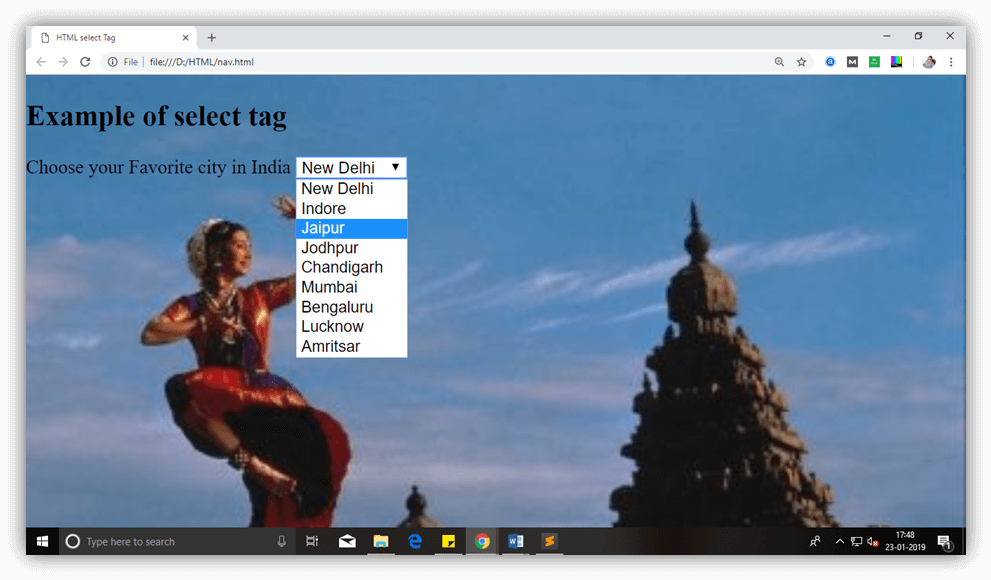 HTML select Tag
File
file:///D:/HTML/nav.html
Example of select tag
Choose your Favorite city in India New Delhi
New Delhi
Indore
Jaipur
Jodhpur
Chandigarh
Mumbai
Bengaluru
Lucknow
Amritsar
Type here to search
17:48
23-01-2019
1